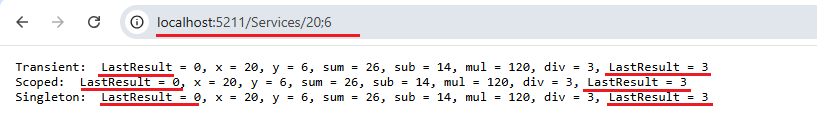 localhost:5211/Services/20;6
Transient:  LastResult = 0, x = 20, y = 6, sum = 26, sub = 14, mul = 120, div = 3, LastResult = 3
Scoped:  LastResult = 0, x = 20, y = 6, sum = 26, sub = 14, mul = 120, div = 3, LastResult = 3
Singleton:  LastResult = 0, x = 20, y = 6, sum = 26, sub = 14, mul = 120, div = 3, LastResult = 3